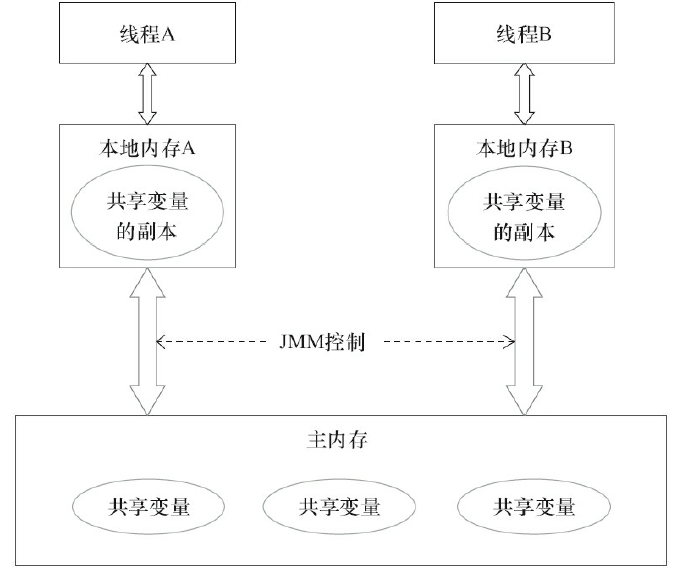 线程A
线程B
本地内存A
共享变量
的副本
本地内存B
共享变量
的副本
JMM控制
主内存
共享变量
共享变量
共享变量